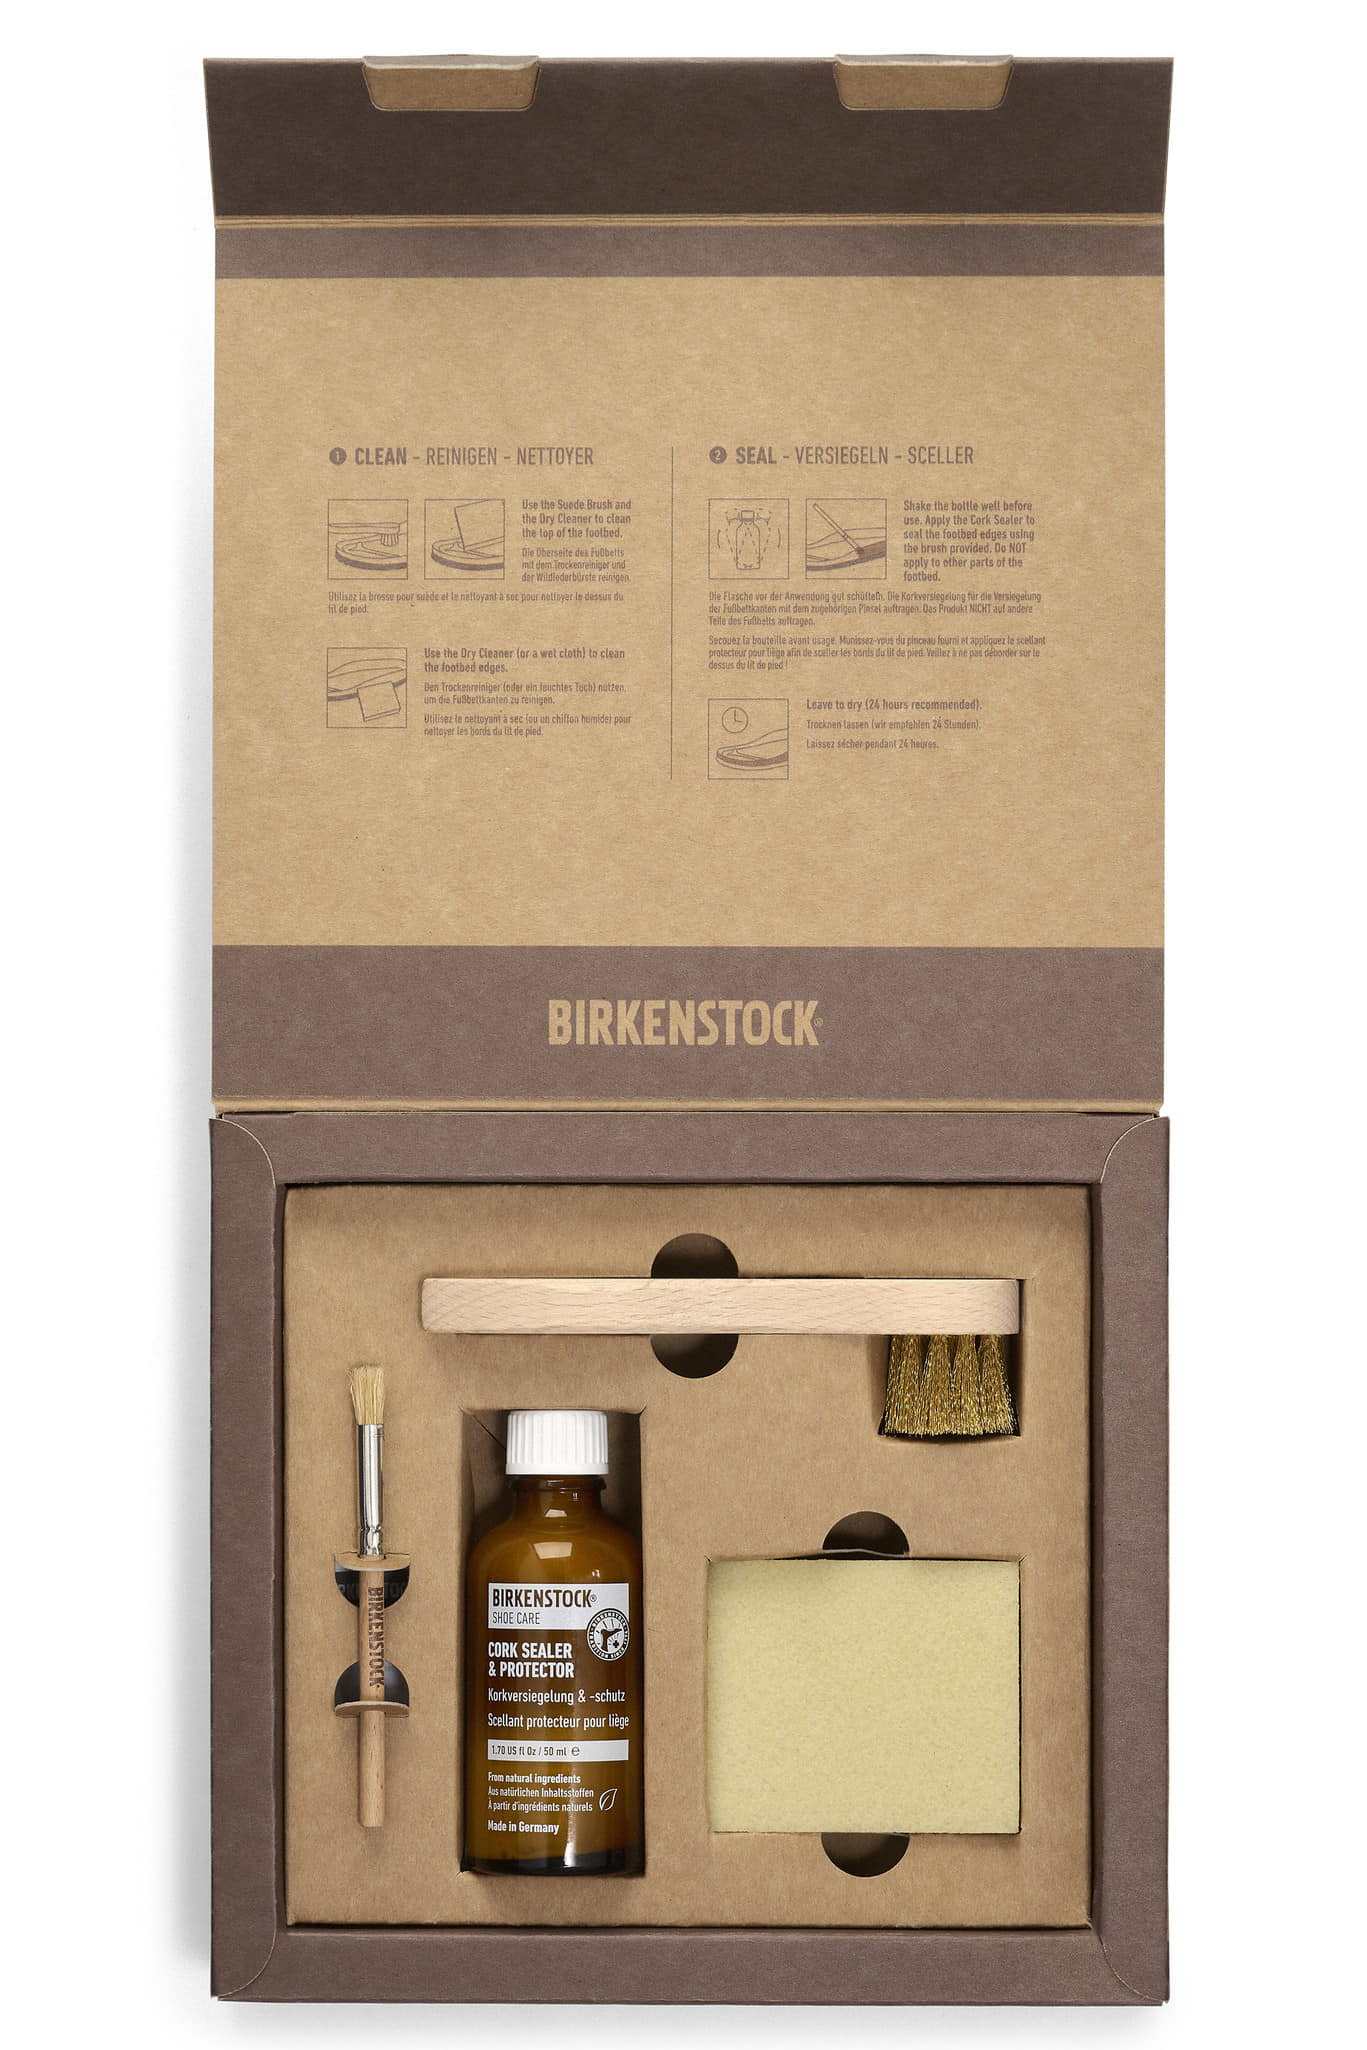 1 CLEAN - REINIGEN - NETTOYER
Use the Suede Brush and
the Dry Cleaner to clean
the top of the footbed.
Die Oberseite des Fußbetts
mit dem Trockenreiniger und
der Wildlederbürste reinigen.
Utilisez la brosse pour suède et le nettoyant à sec pour nettoyer le dessus du
lit de pied.
Use the Dry Cleaner (or a wet cloth) to clean
the footbed edges.
Den Trockenreiniger (oder ein feuchtes Tuch) nutzen,
um die Fußbettkanten zu reinigen.
Utilisez le nettoyant à sec (ou un chiffon humide) pour
nettoyer les bords du lit de pied.
2 SEAL - VERSIEGELN - SCELLER
Shake the bottle well before
use. Apply the Cork Sealer to
seal the footbed edges using
the brush provided. Do NOT
apply to other parts of the
footbed.
Die Flasche vor der Anwendung gut schütteln. Die Korkversiegelung für die Versiegelung
der Fußbettkanten mit dem zugehörigen Pinsel auftragen. Das Produkt NICHT auf andere
Teile des Fußbetts auftragen.
Secouez la bouteille avant usage. Munissez-vous du pinceau fourni et appliquez le scellant
protecteur pour liège afin de sceller les bords du lit de pied. Veillez à ne pas déborder sur le
dessus du lit de pied !
Leave to dry (24 hours recommended).
Trocknen lassen (wir empfehlen 24 Stunden).
Laissez sécher pendant 24 heures.
BIRKENSTOCK®
BIRKENSTOCK
BIRKENSTOCK®
SHOE CARE
CORK SEALER
& PROTECTOR
Korkversiegelung & -schutz
Scellant protecteur pour liège
1.70 US fl Oz / 50 ml ℮
From natural ingredients
Aus natürlichen Inhaltsstoffen
À partir d'ingrédients naturels
Made in Germany